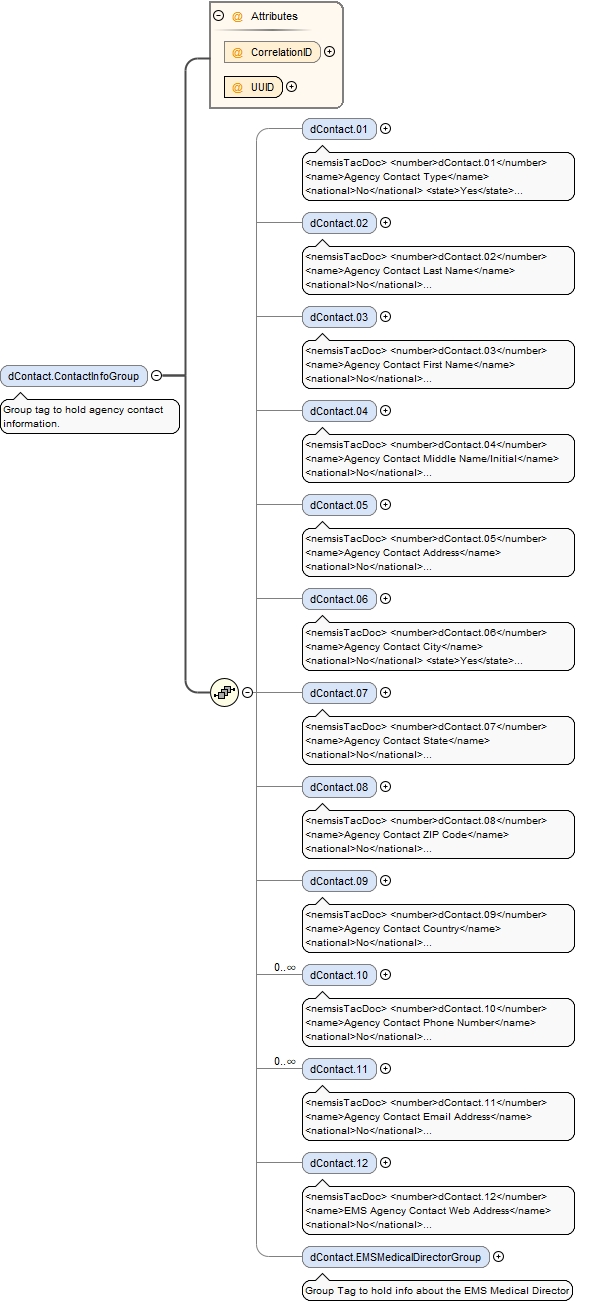 Attributes
CorrelationID
UUID
dContact.01
<nemsisTacDoc> <number>dContact.01</number>
<name>Agency Contact Type</name>
<national>No</national> <state>Yes</state>...
dContact.02
<nemsisTacDoc> <number>dContact.02</number>
<name>Agency Contact Last Name</name>
<national>No</national>...
dContact.03
<nemsisTacDoc> <number>dContact.03</number>
<name>Agency Contact First Name</name>
<national>No</national>...
dContact.ContactInfoGroup
Group tag to hold agency contact
information.
dContact.04
<nemsisTacDoc> <number>dContact.04</number>
<name>Agency Contact Middle Name/Initial</name>
<national>No</national>...
dContact.05
<nemsisTacDoc> <number>dContact.05</number>
<name>Agency Contact Address</name>
<national>No</national>...
dContact.06
<nemsisTacDoc> <number>dContact.06</number>
<name>Agency Contact City</name>
<national>No</national> <state>Yes</state>...
dContact.07
<nemsisTacDoc> <number>dContact.07</number>
<name>Agency Contact State</name>
<national>No</national>...
dContact.08
<nemsisTacDoc> <number>dContact.08</number>
<name>Agency Contact ZIP Code</name>
<national>No</national>...
dContact.09
<nemsisTacDoc> <number>dContact.09</number>
<name>Agency Contact Country</name>
<national>No</national>...
0..∞
dContact.10
<nemsisTacDoc> <number>dContact.10</number>
<name>Agency Contact Phone Number</name>
<national>No</national>...
0..∞
dContact.11
<nemsisTacDoc> <number>dContact.11</number>
<name>Agency Contact Email Address</name>
<national>No</national>...
dContact.12
<nemsisTacDoc> <number>dContact.12</number>
<name>EMS Agency Contact Web Address</name>
<national>No</national>...
dContact.EMSMedicalDirectorGroup
Group Tag to hold info about the EMS Medical Director